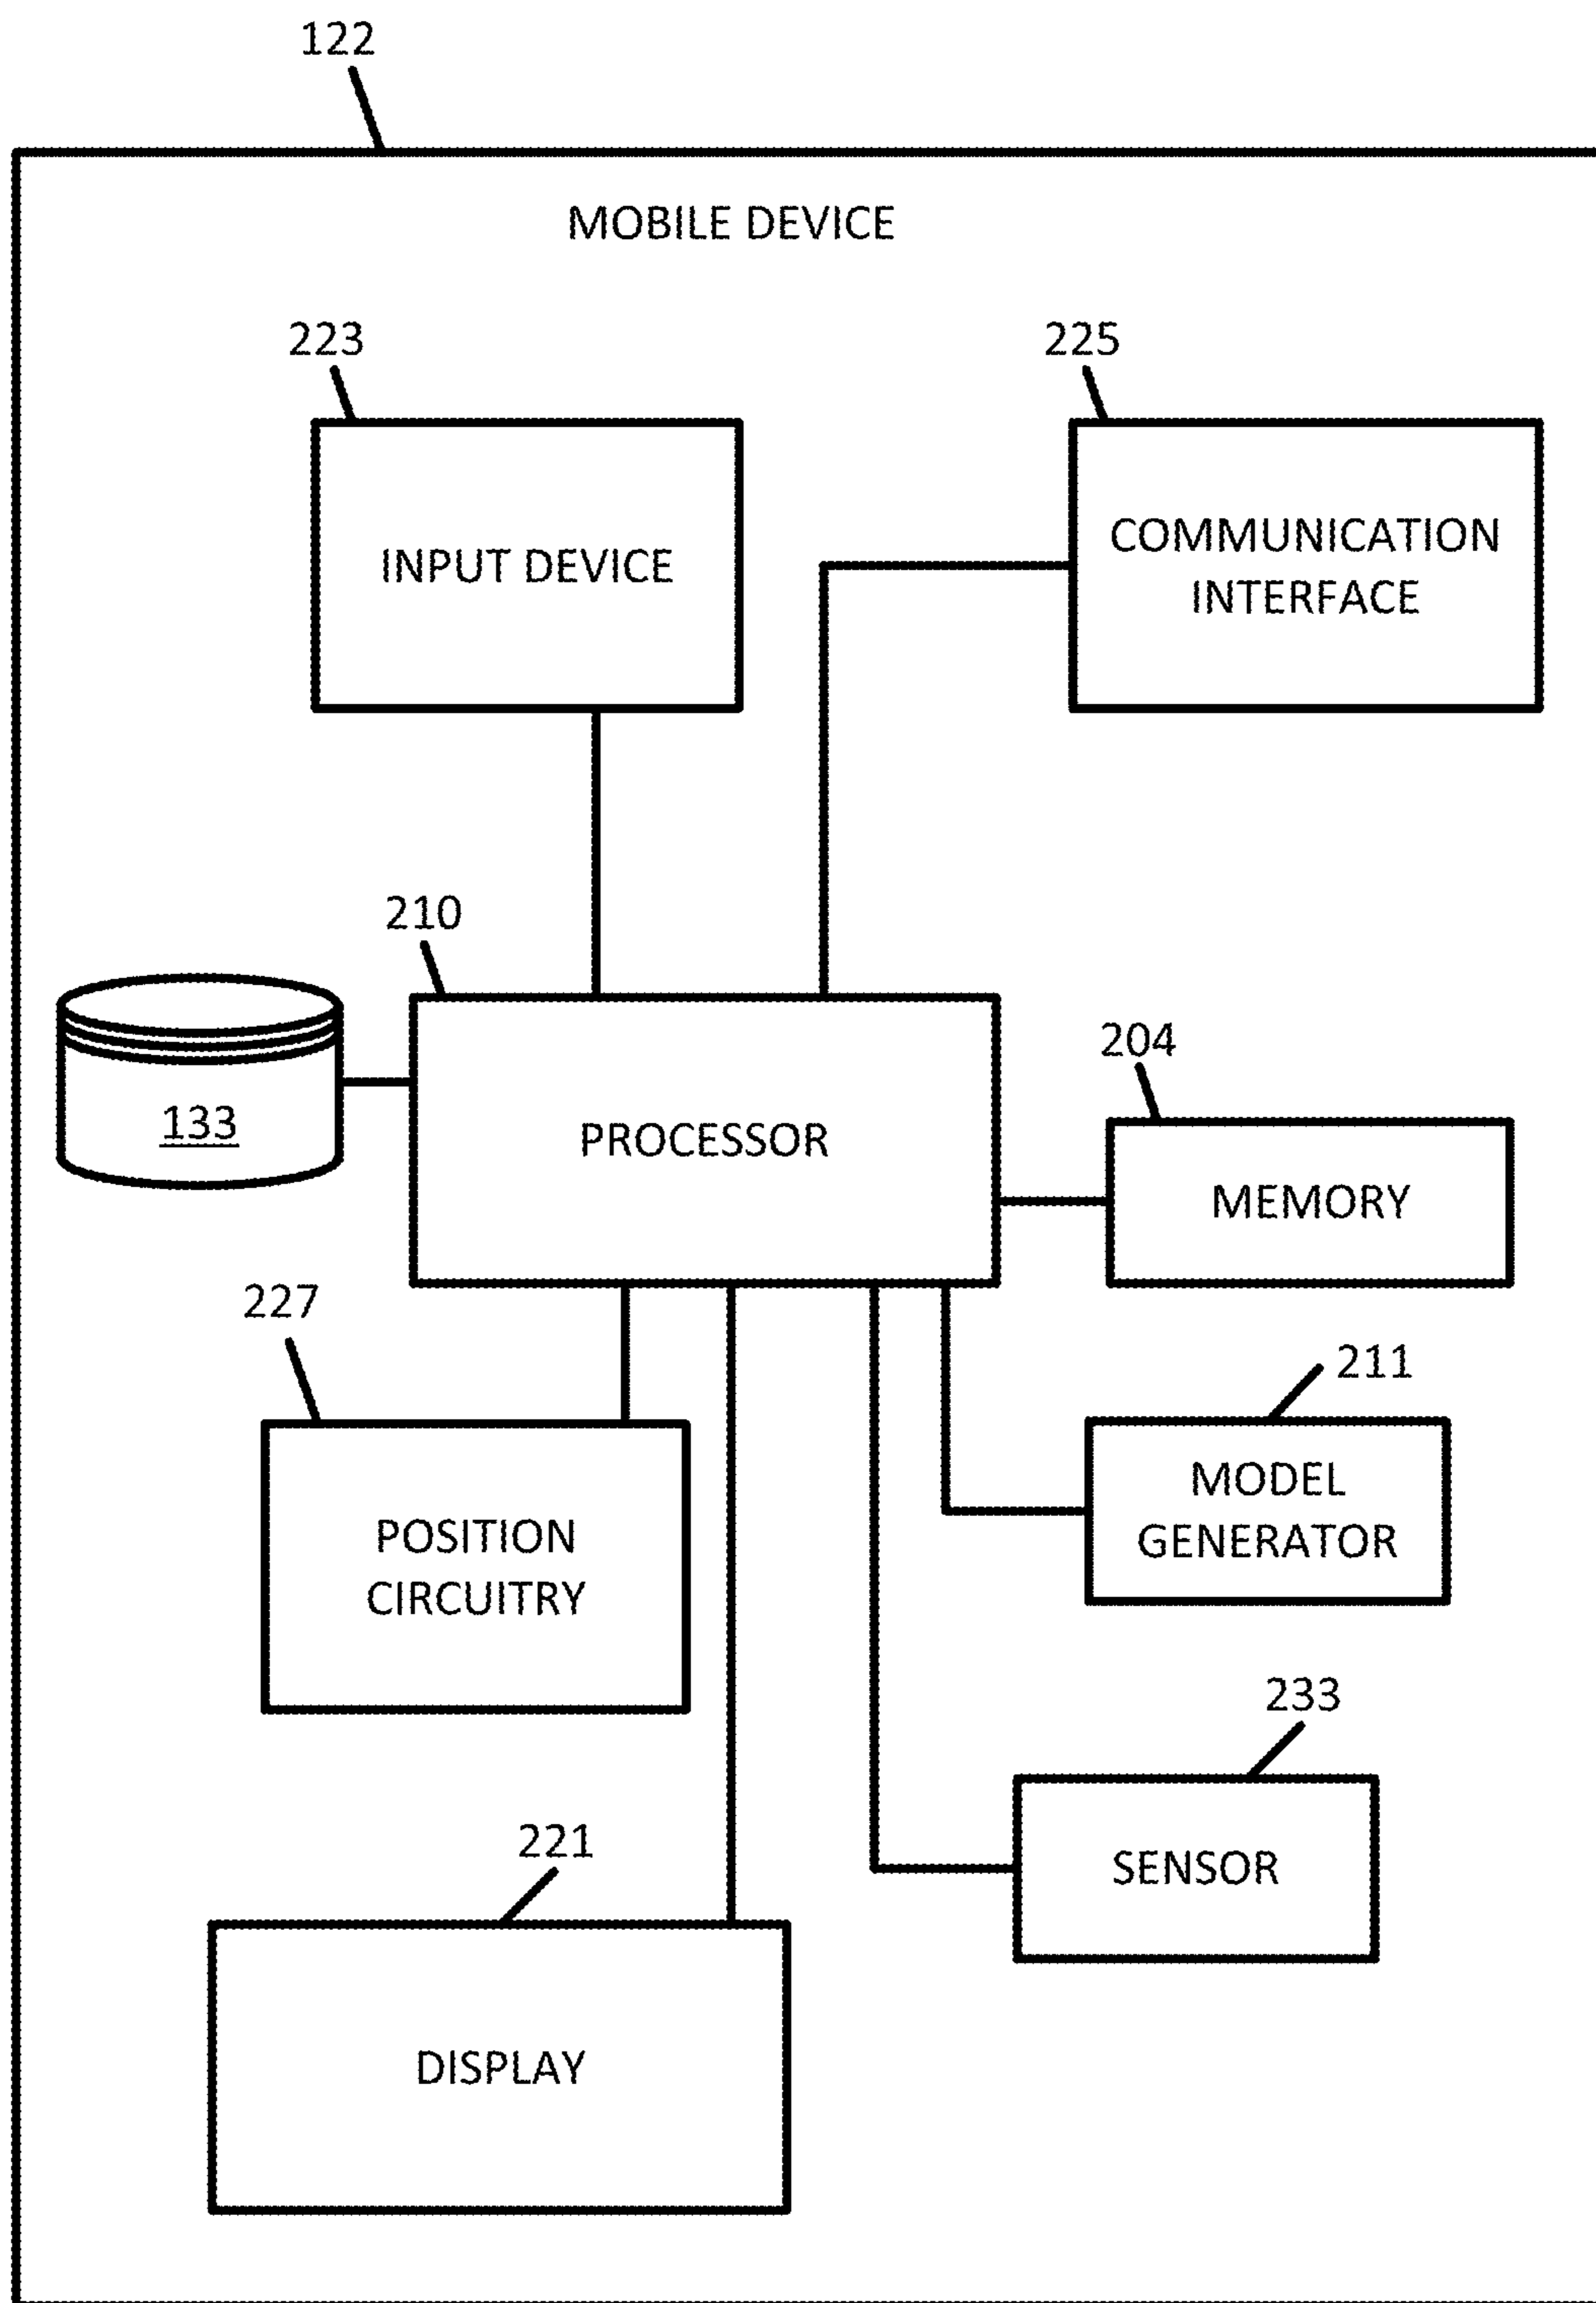 122
MOBILE DEVICE
223
225
INPUT DEVICE
COMMUNICATION
INTERFACE
210
133
PROCESSOR
204
MEMORY
227
POSITION
CIRCUITRY
211
MODEL
GENERATOR
233
SENSOR
221
DISPLAY